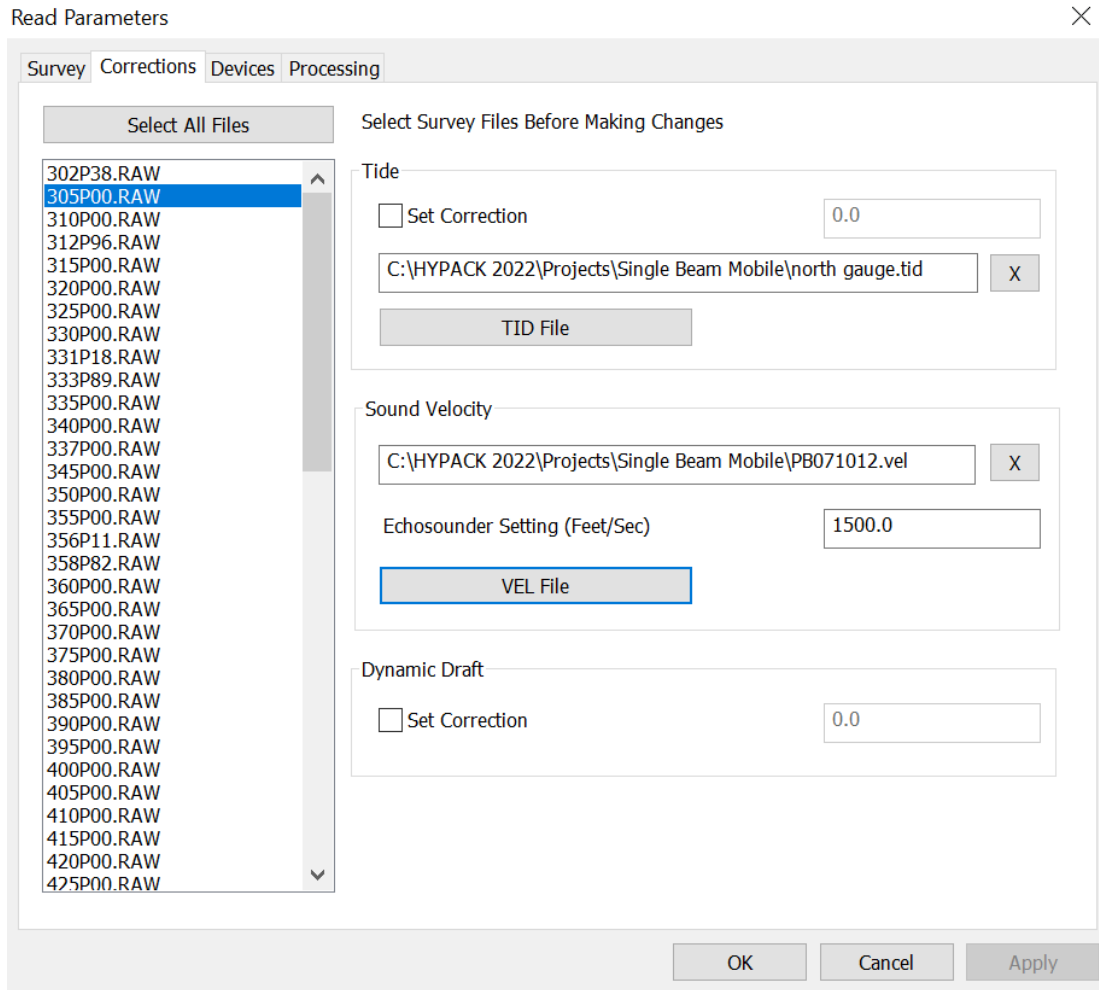 Read Parameters
Survey Corrections Devices Processing
Select All Files
302P38.RAW
305P00.RAW
310P00.RAW
312P96.RAW
315P00.RAW
320P00.RAW
325P00.RAW
330P00.RAW
331P18.RAW
333P89.RAW
335P00.RAW
340P00.RAW
337P00.RAW
345P00.RAW
350P00.RAW
355P00.RAW
356P11.RAW
358P82.RAW
360P00.RAW
365P00.RAW
370P00.RAW
375P00.RAW
380P00.RAW
385P00.RAW
390P00.RAW
395P00.RAW
400P00.RAW
405P00.RAW
410P00.RAW
415P00.RAW
420P00.RAW
425P00.RAW
Select Survey Files Before Making Changes
Tide
Set Correction 0.0
C:\HYPACK 2022\Projects\Single Beam Mobile\north gauge.tid X
TID File
Sound Velocity
C:\HYPACK 2022\Projects\Single Beam Mobile\PB071012.vel X
Echosounder Setting (Feet/Sec) 1500.0
VEL File
Dynamic Draft
Set Correction 0.0
OK Cancel Apply